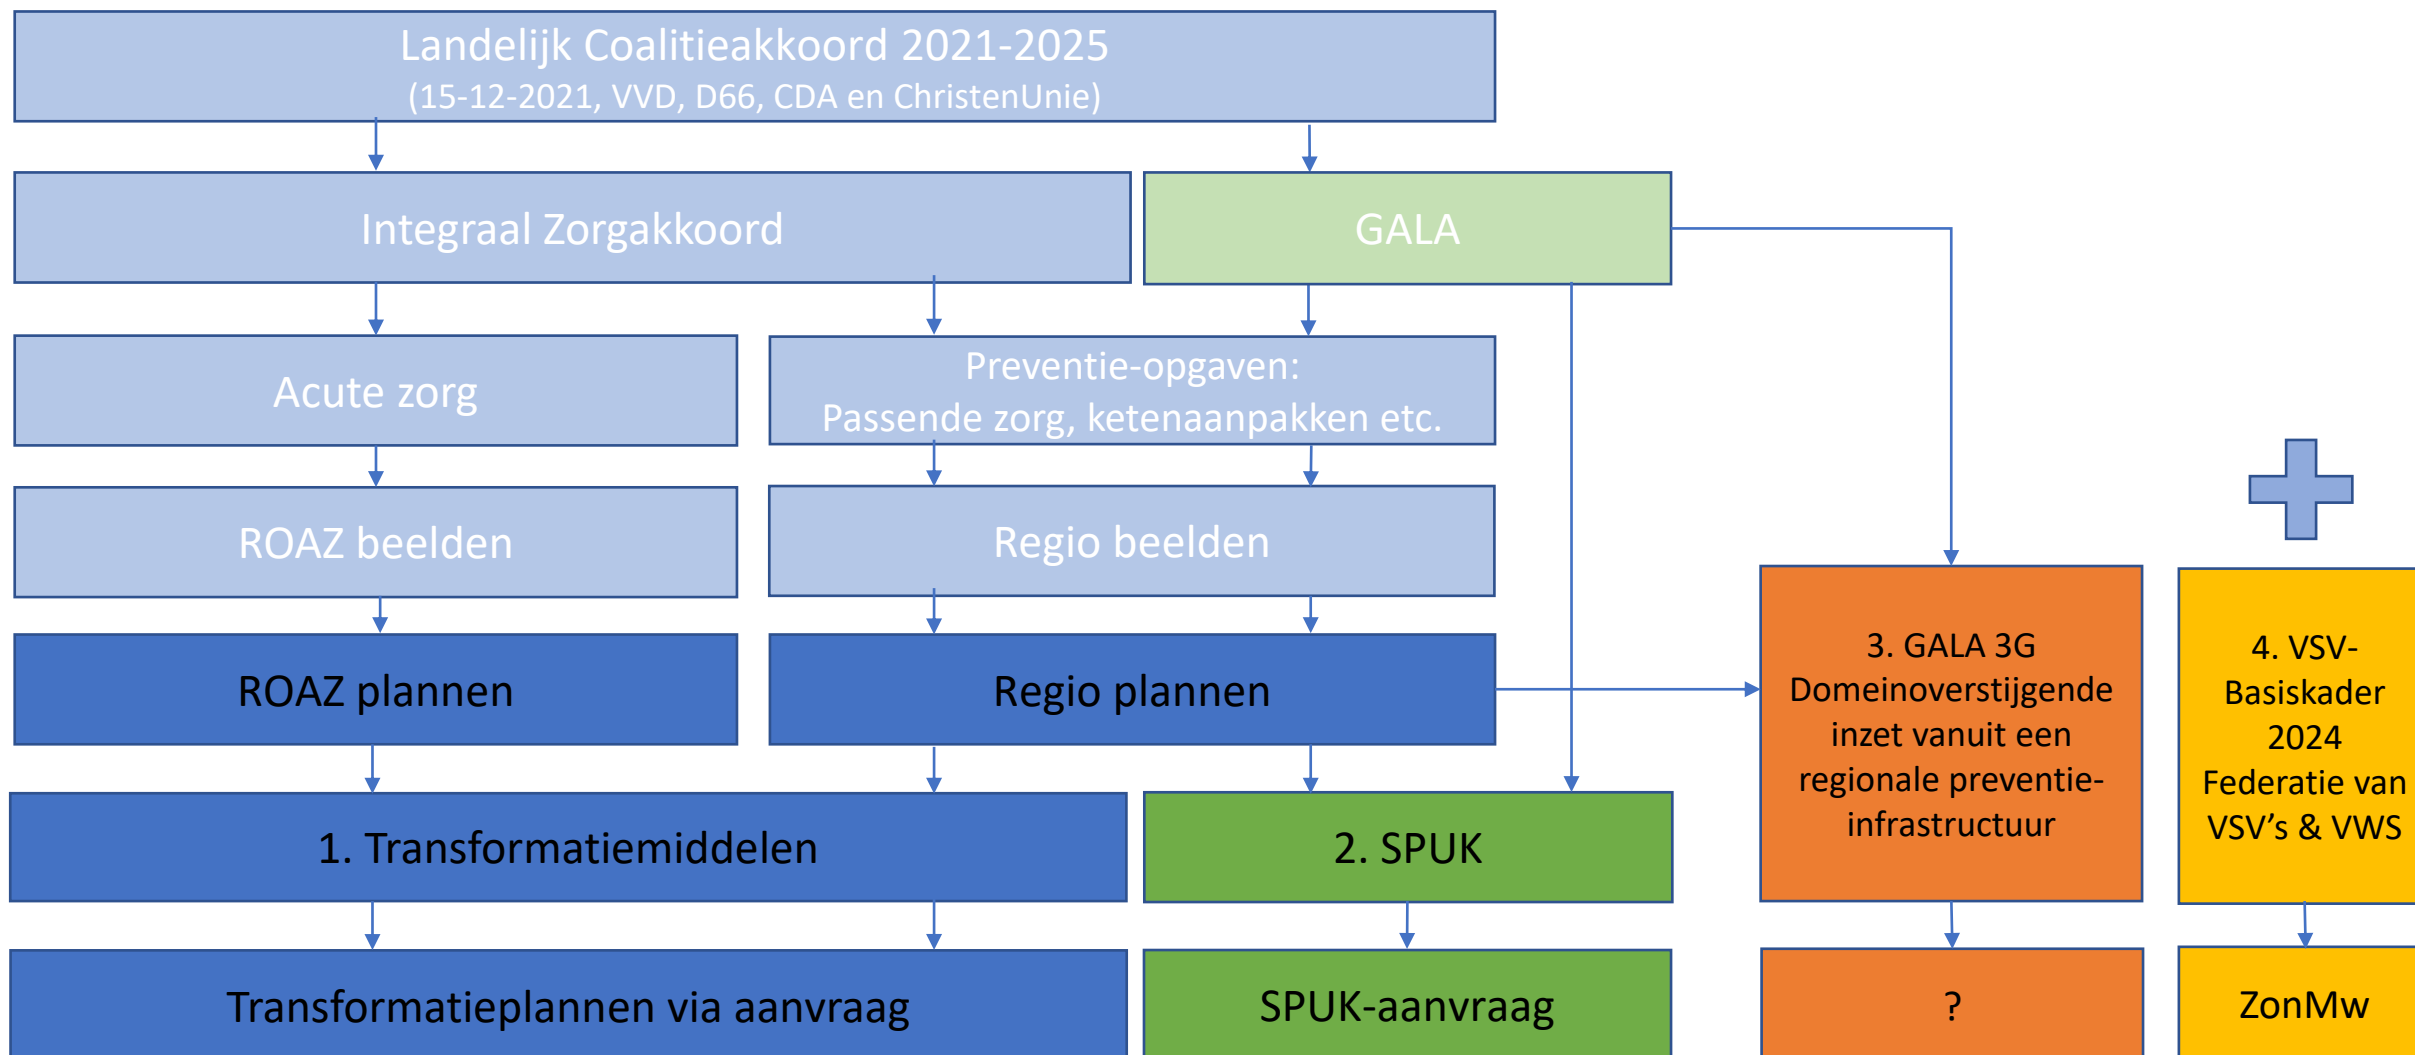 Landelijk Coalitieakkoord 2021-2025
(15-12-2021, VVD, D66, CDA en ChristenUnie)
Integraal Zorgakkoord
GALA
Acute zorg
Preventie-opgaven:
Passende zorg, ketenaanpakken etc.
ROAZ beelden
Regio beelden
ROAZ plannen
Regio plannen
3. GALA 3G
Domeinoverstijgende
inzet vanuit een
regionale preventie-
infrastructuur
4. VSV-
Basiskader
2024
Federatie van
VSV’s & VWS
1. Transformatiemiddelen
2. SPUK
Transformatieplannen via aanvraag
SPUK-aanvraag
?
ZonMw